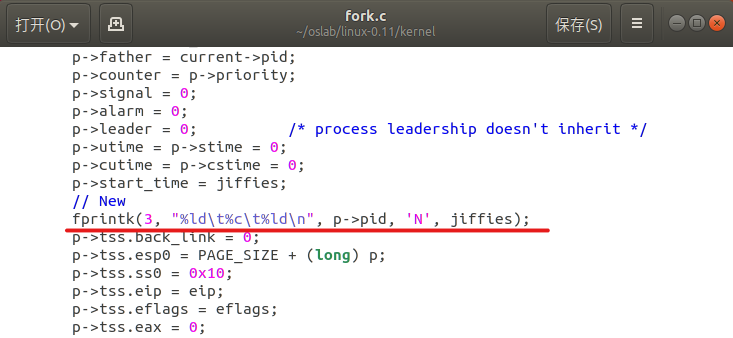 打开(O)
fork.c
~/oslab/linux-0.11/kernel
保存(S)
p->father = current->pid;
p->counter = p->priority;
p->signal = 0;
p->alarm = 0;
p->leader = 0;          /* process leadership doesn't inherit */
p->utime = p->stime = 0;
p->cutime = p->cstime = 0;
p->start_time = jiffies;
// New
fprintk(3, "%ld\t%c\t%ld\n", p->pid, 'N', jiffies);
p->tss.back_link = 0;
p->tss.esp0 = PAGE_SIZE + (long) p;
p->tss.ss0 = 0x10;
p->tss.eip = eip;
p->tss.eflags = eflags;
p->tss.eax = 0;